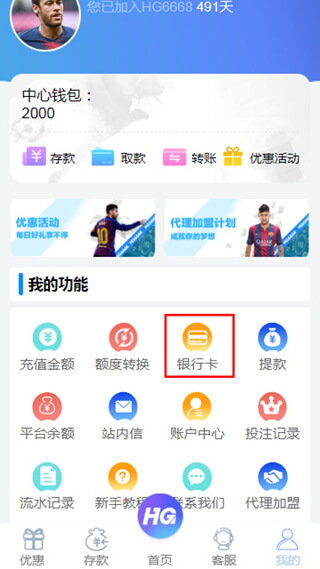 您已加入HG6668 491天
中心钱包：
2000
存款 取款 转账 优惠活动
优惠活动
每日好礼享不停
代理加盟计划
成就你的梦想
我的功能
充值金额 额度转换 银行卡 提款
平台余额 站内信 账户中心 投注记录
流水记录 新手教程 联系我们 代理加盟
HG
优惠 存款 首页 客服 我的